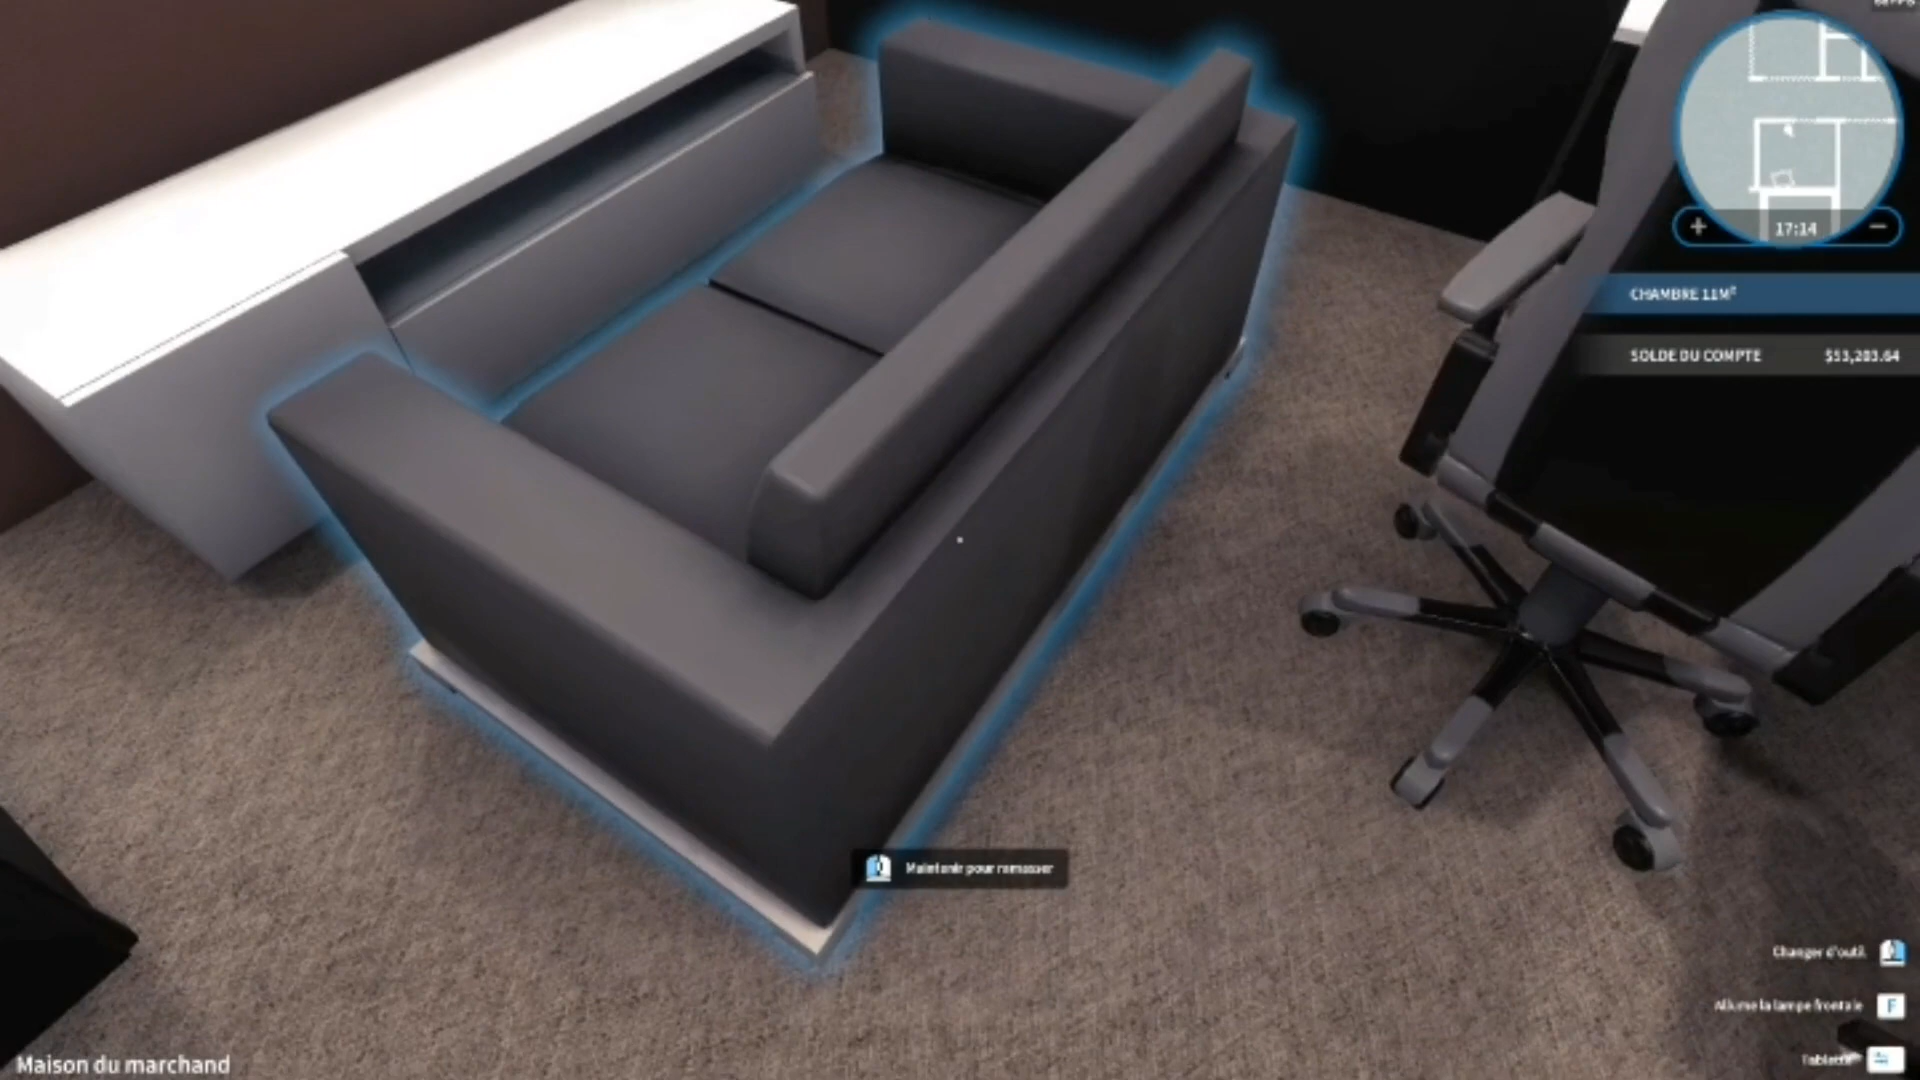 17:14
CHAMBRE 11M²
SOLDE DU COMPTE $53,203.64
Maintenir pour ramasser
Changer d'outil
Allume la lampe frontale F
Tablette
Maison du marchand